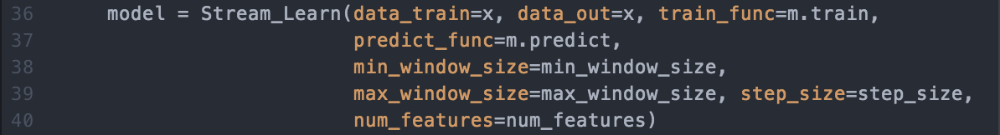 36 model = Stream_Learn(data_train=x, data_out=x, train_func=m.train,
37 predict_func=m.predict,
38 min_window_size=min_window_size,
39 max_window_size=max_window_size, step_size=step_size,
40 num_features=num_features)